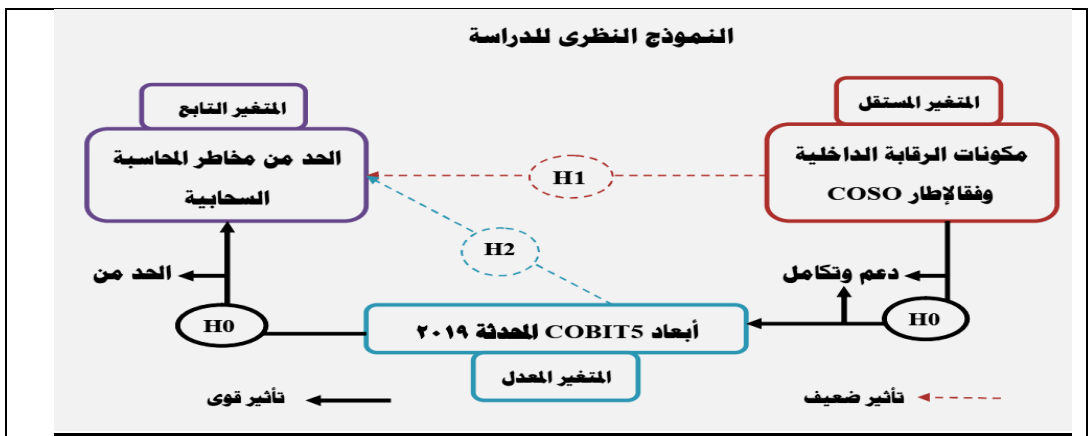 النموذج النظرى للدراسة
المتغير المستقل
مكونات الرقابة الداخلية
وفقالإطار COSO
المتغير التابع
الحد من مخاطر المحاسبة
السحابية
H1
H2
دعم وتكامل
الحد من
H0
H0
أبعاد COBIT5 المحدثة ٢٠١٩
المتغير المعدل
تأثير ضعيف
تأثير قوى